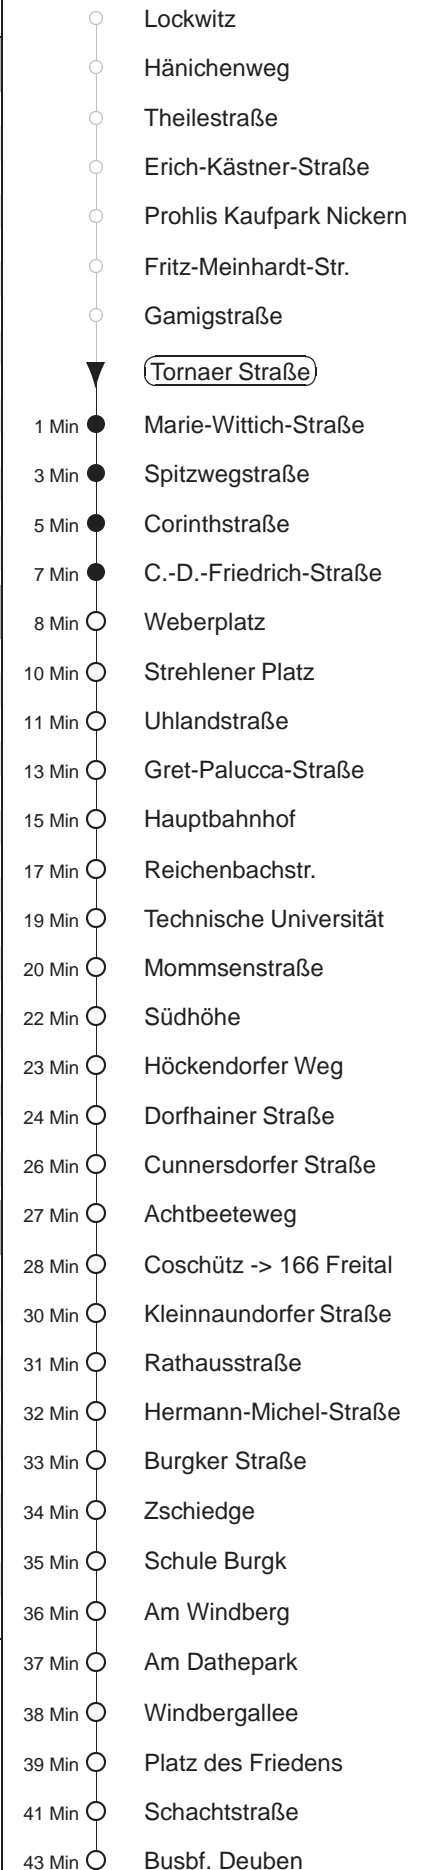 Lockwitz
Hänichenweg
Theilestraße
Erich-Kästner-Straße
Prohlis Kaufpark Nickern
Fritz-Meinhardt-Str.
Gamigstraße
Tornaer Straße
1 Min Marie-Wittich-Straße
3 Min Spitzwegstraße
5 Min Corinthstraße
7 Min C.-D.-Friedrich-Straße
8 Min Weberplatz
10 Min Strehlener Platz
11 Min Uhlandstraße
13 Min Gret-Palucca-Straße
15 Min Hauptbahnhof
17 Min Reichenbachstr.
19 Min Technische Universität
20 Min Mommsenstraße
22 Min Südhöhe
23 Min Höckendorfer Weg
24 Min Dorfhainer Straße
26 Min Cunnersdorfer Straße
27 Min Achtbeeteweg
28 Min Coschütz -> 166 Freital
30 Min Kleinnaundorfer Straße
31 Min Rathausstraße
32 Min Hermann-Michel-Straße
33 Min Burgker Straße
34 Min Zschiedge
35 Min Schule Burgk
36 Min Am Windberg
37 Min Am Dathepark
38 Min Windbergallee
39 Min Platz des Friedens
41 Min Schachtstraße
43 Min Busbf. Deuben